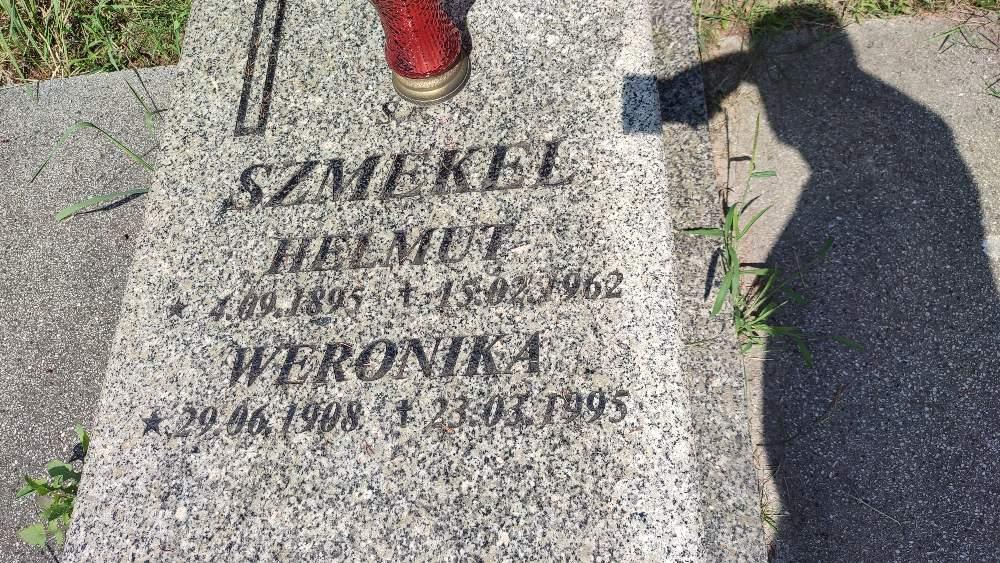 SZMEKEL
HELMUT
★ 4.09.1895 ✝ 15.02.1962
WERONIKA
★ 29.06.1908 ✝ 23.03.1995